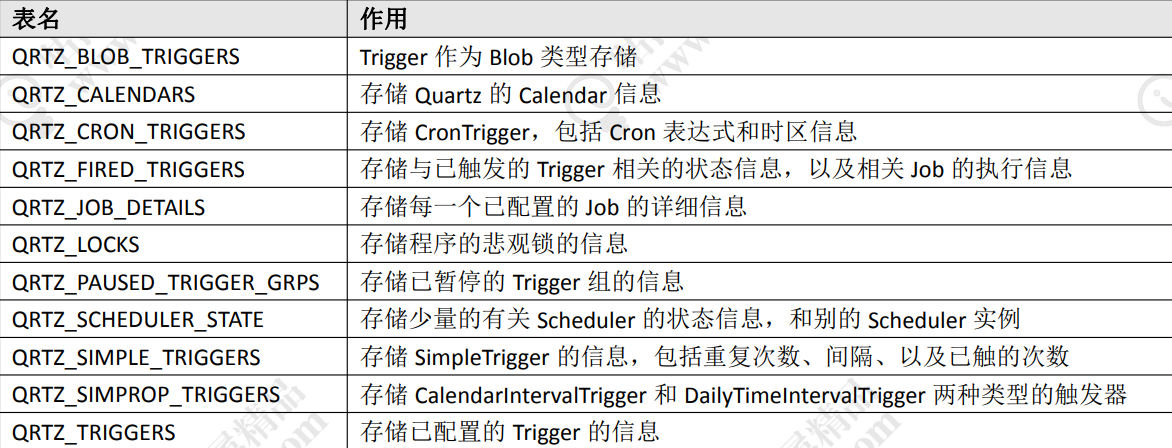 表名 作用
QRTZ_BLOB_TRIGGERS Trigger 作为 Blob 类型存储
QRTZ_CALENDARS 存储 Quartz 的 Calendar 信息
QRTZ_CRON_TRIGGERS 存储 CronTrigger，包括 Cron 表达式和时区信息
QRTZ_FIRED_TRIGGERS 存储与已触发的 Trigger 相关的状态信息，以及相关 Job 的执行信息
QRTZ_JOB_DETAILS 存储每一个已配置的 Job 的详细信息
QRTZ_LOCKS 存储程序的悲观锁的信息
QRTZ_PAUSED_TRIGGER_GRPS 存储已暂停的 Trigger 组的信息
QRTZ_SCHEDULER_STATE 存储少量的有关 Scheduler 的状态信息，和别的 Scheduler 实例
QRTZ_SIMPLE_TRIGGERS 存储 SimpleTrigger 的信息，包括重复次数、间隔、以及已触的次数
QRTZ_SIMPROP_TRIGGERS 存储 CalendarIntervalTrigger 和 DailyTimeIntervalTrigger 两种类型的触发器
QRTZ_TRIGGERS 存储已配置的 Trigger 的信息